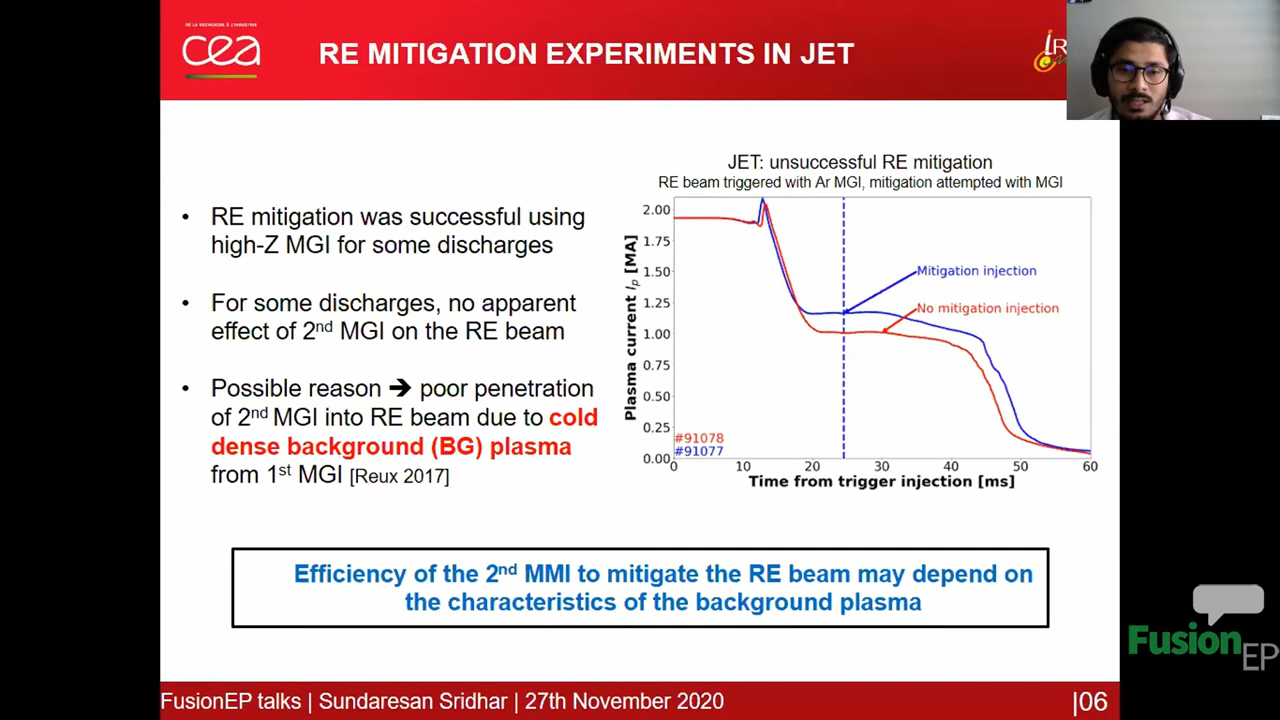 DE LA RECHERCHE À L'INDUSTRIE
cea
RE MITIGATION EXPERIMENTS IN JET
• RE mitigation was successful using
high-Z MGI for some discharges
• For some discharges, no apparent
effect of 2nd MGI on the RE beam
• Possible reason ➔ poor penetration
of 2nd MGI into RE beam due to cold
dense background (BG) plasma
from 1st MGI [Reux 2017]
JET: unsuccessful RE mitigation
RE beam triggered with Ar MGI, mitigation attempted with MGI
Plasma current Ip [MA]
2.00
1.75
1.50
1.25
1.00
0.75
0.50
0.25
0.00
Mitigation injection
No mitigation injection
#91078
#91077
0 10 20 30 40 50 60
Time from trigger injection [ms]
Efficiency of the 2nd MMI to mitigate the RE beam may depend on
the characteristics of the background plasma
FusionEP talks | Sundaresan Sridhar | 27th November 2020
|06
Fusion
EP